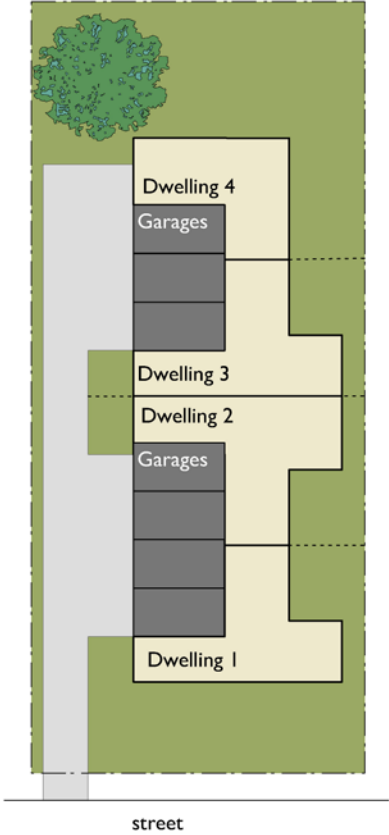 Dwelling 4
Garages
Dwelling 3
Dwelling 2
Garages
Dwelling 1
street